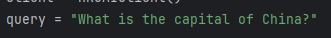 query = "What is the capital of China?"